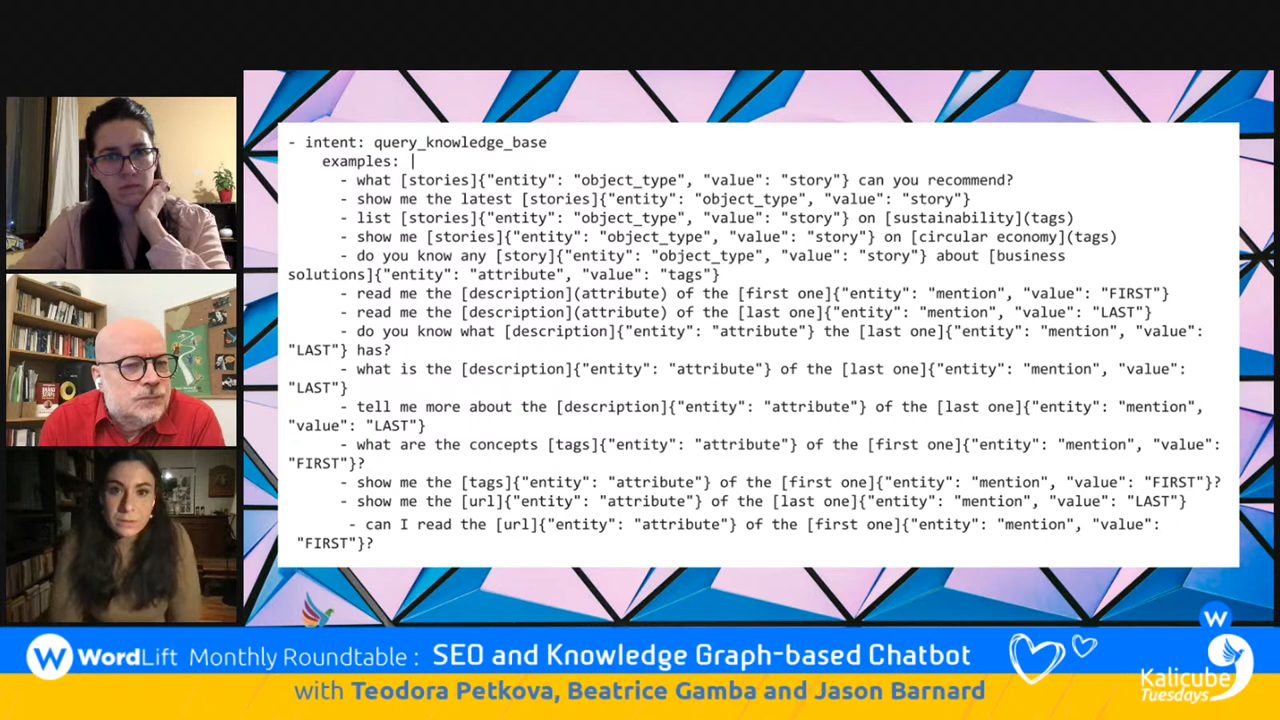 - intent: query_knowledge_base
examples: |
- what [stories]{"entity": "object_type", "value": "story"} can you recommend?
- show me the latest [stories]{"entity": "object_type", "value": "story"}
- list [stories]{"entity": "object_type", "value": "story"} on [sustainability](tags)
- show me [stories]{"entity": "object_type", "value": "story"} on [circular economy](tags)
- do you know any [story]{"entity": "object_type", "value": "story"} about [business
solutions]{"entity": "attribute", "value": "tags"}
- read me the [description](attribute) of the [first one]{"entity": "mention", "value": "FIRST"}
- read me the [description](attribute) of the [last one]{"entity": "mention", "value": "LAST"}
- do you know what [description]{"entity": "attribute"} the [last one]{"entity": "mention", "value":
"LAST"} has?
- what is the [description]{"entity": "attribute"} of the [last one]{"entity": "mention", "value":
"LAST"}
- tell me more about the [description]{"entity": "attribute"} of the [last one]{"entity": "mention",
"value": "LAST"}
- what are the concepts [tags]{"entity": "attribute"} of the [first one]{"entity": "mention", "value":
"FIRST"}?
- show me the [tags]{"entity": "attribute"} of the [first one]{"entity": "mention", "value": "FIRST"}?
- show me the [url]{"entity": "attribute"} of the [last one]{"entity": "mention", "value": "LAST"}
- can I read the [url]{"entity": "attribute"} of the [first one]{"entity": "mention", "value":
"FIRST"}?
W
W WordLift Monthly Roundtable : SEO and Knowledge Graph-based Chatbot
with Teodora Petkova, Beatrice Gamba and Jason Barnard
Kalicube
Tuesdays